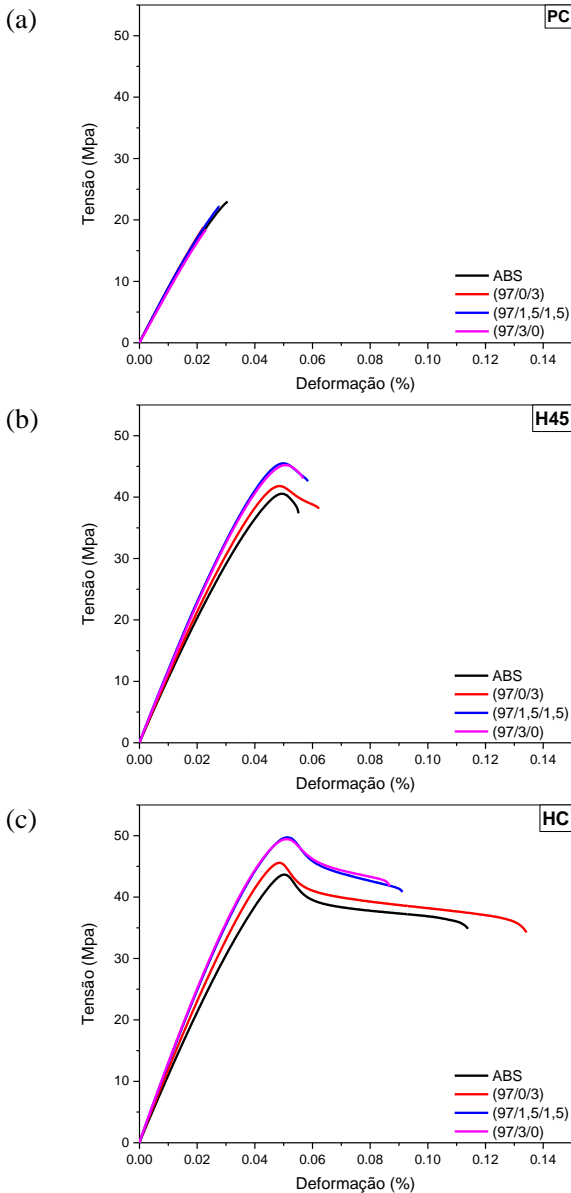 (a)
PC
50
40
30
20
10
0
Tensão (Mpa)
ABS
(97/0/3)
(97/1,5/1,5)
(97/3/0)
0.00 0.02 0.04 0.06 0.08 0.10 0.12 0.14
Deformação (%)
(b)
H45
50
40
30
20
10
0
Tensão (Mpa)
ABS
(97/0/3)
(97/1,5/1,5)
(97/3/0)
0.00 0.02 0.04 0.06 0.08 0.10 0.12 0.14
Deformação (%)
(c)
HC
50
40
30
20
10
0
Tensão (Mpa)
ABS
(97/0/3)
(97/1,5/1,5)
(97/3/0)
0.00 0.02 0.04 0.06 0.08 0.10 0.12 0.14
Deformação (%)